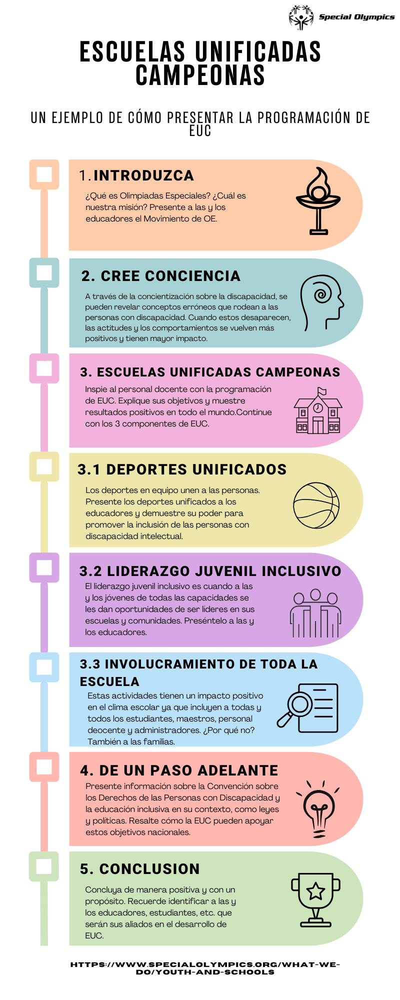 Special Olympics
ESCUELAS UNIFICADAS
CAMPEONAS
UN EJEMPLO DE CÓMO PRESENTAR LA PROGRAMACIÓN DE
EUC
1. INTRODUZCA
¿Qué es Olimpiadas Especiales? ¿Cuál es
nuestra misión? Presente a las y los
educadores el Movimiento de OE.
2. CREE CONCIENCIA
A través de la concientización sobre la discapacidad, se
pueden revelar conceptos erróneos que rodean a las
personas con discapacidad. Cuando estos desaparecen,
las actitudes y los comportamientos se vuelven más
positivos y tienen mayor impacto.
3. ESCUELAS UNIFICADAS CAMPEONAS
Inspie al personal docente con la programación
de EUC. Explique sus objetivos y muestre
resultados positivos en todo el mundo.Continue
con los 3 componentes de EUC.
3.1 DEPORTES UNIFICADOS
Los deportes en equipo unen a las personas.
Presente los deportes unificados a los
educadores y demuestre su poder para
promover la inclusión de las personas con
discapacidad intelectual.
3.2 LIDERAZGO JUVENIL INCLUSIVO
El liderazgo juvenil inclusivo es cuando a las
y los jóvenes de todas las capacidades se
les dan oportunidades de ser líderes en sus
escuelas y comunidades. Preséntelo a las y
los educadores.
3.3 INVOLUCRAMIENTO DE TODA LA
ESCUELA
Estas actividades tienen un impacto positivo
en el clima escolar ya que incluyen a todas y
todos los estudiantes, maestros, personal
deocente y administradores. ¿Por qué no?
También a las familias.
4. DE UN PASO ADELANTE
Presente información sobre la Convención sobre
los Derechos de las Personas con Discapacidad y
la educación inclusiva en su contexto, como leyes
y políticas. Resalte cómo la EUC pueden apoyar
estos objetivos nacionales.
5. CONCLUSION
Concluya de manera positiva y con un
propósito. Recuerde identificar a las y
los educadores, estudiantes, etc. que
serán sus aliados en el desarrollo de
EUC.
HTTPS://WWW.SPECIALOLYMPICS.ORG/WHAT-WE-
DO/YOUTH-AND-SCHOOLS